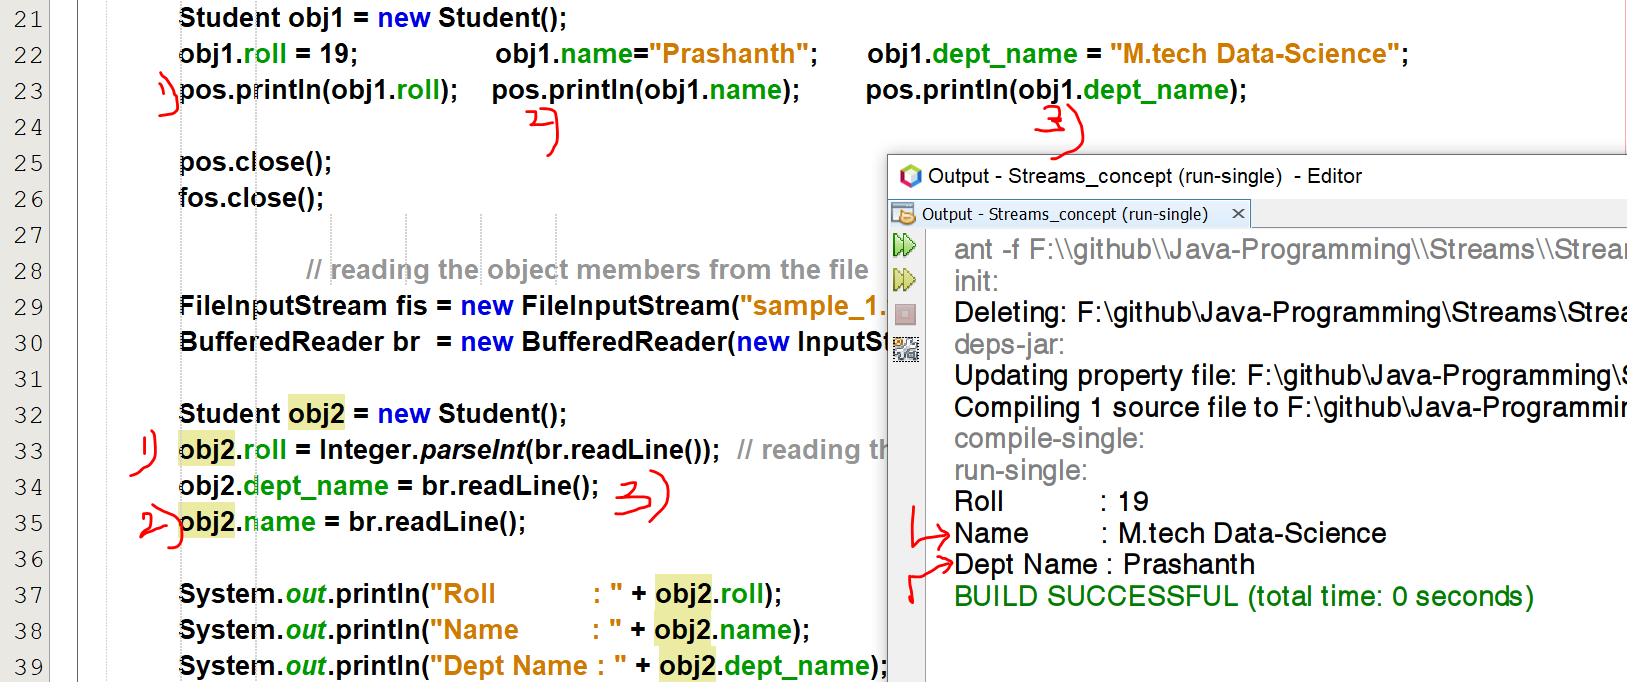 21 Student obj1 = new Student();
22 obj1.roll = 19; obj1.name="Prashanth"; obj1.dept_name = "M.tech Data-Science";
23 1) pos.println(obj1.roll); pos.println(obj1.name); pos.println(obj1.dept_name);
24 2) 3)
25 pos.close();
26 fos.close();
27
28 // reading the object members from the file
29 FileInputStream fis = new FileInputStream("sample_1.
30 BufferedReader br = new BufferedReader(new InputSt
31
32 Student obj2 = new Student();
33 1) obj2.roll = Integer.parseInt(br.readLine()); // reading th
34 obj2.dept_name = br.readLine(); 3)
35 2) obj2.name = br.readLine();
36
37 System.out.println("Roll : " + obj2.roll);
38 System.out.println("Name : " + obj2.name);
39 System.out.println("Dept Name : " + obj2.dept_name);
Output - Streams_concept (run-single) - Editor
Output - Streams_concept (run-single) ×
ant -f F:\\github\\Java-Programming\\Streams\\Strea
init:
Deleting: F:\github\Java-Programming\Streams\Strea
deps-jar:
Updating property file: F:\github\Java-Programming\S
Compiling 1 source file to F:\github\Java-Programmi
compile-single:
run-single:
Roll : 19
Name : M.tech Data-Science
Dept Name : Prashanth
BUILD SUCCESSFUL (total time: 0 seconds)